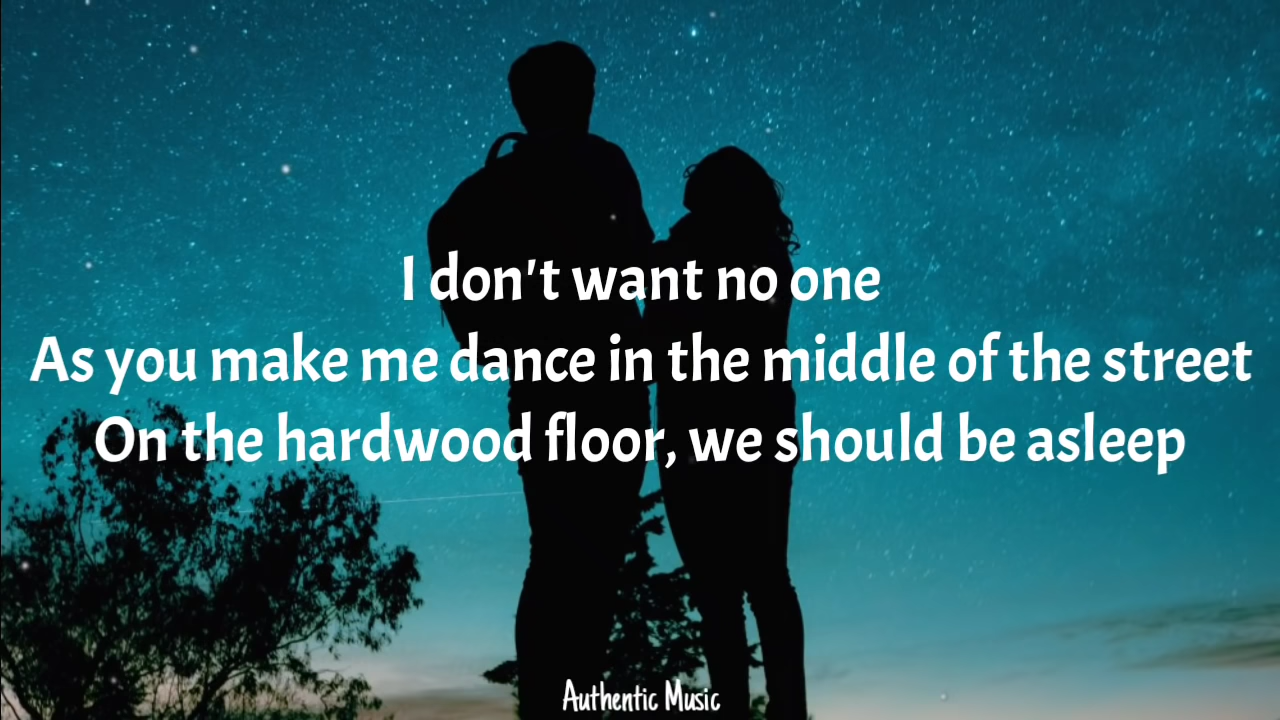 I don't want no one
As you make me dance in the middle of the street
On the hardwood floor, we should be asleep
Authentic Music